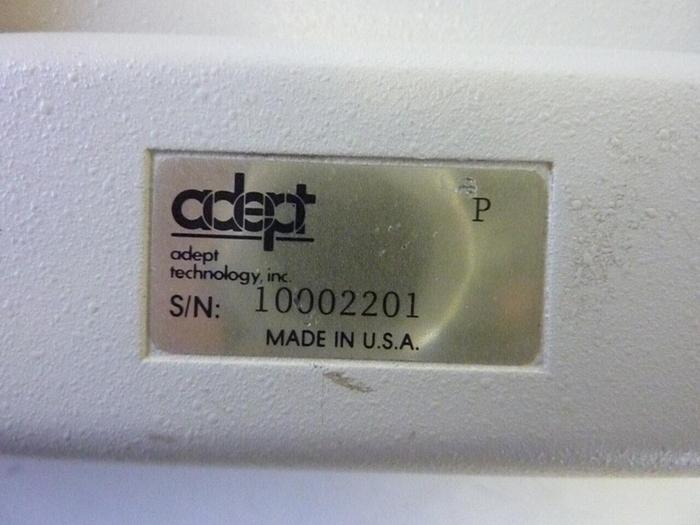 adept
P
adept
technology, inc.
S/N: 10002201
MADE IN U.S.A.